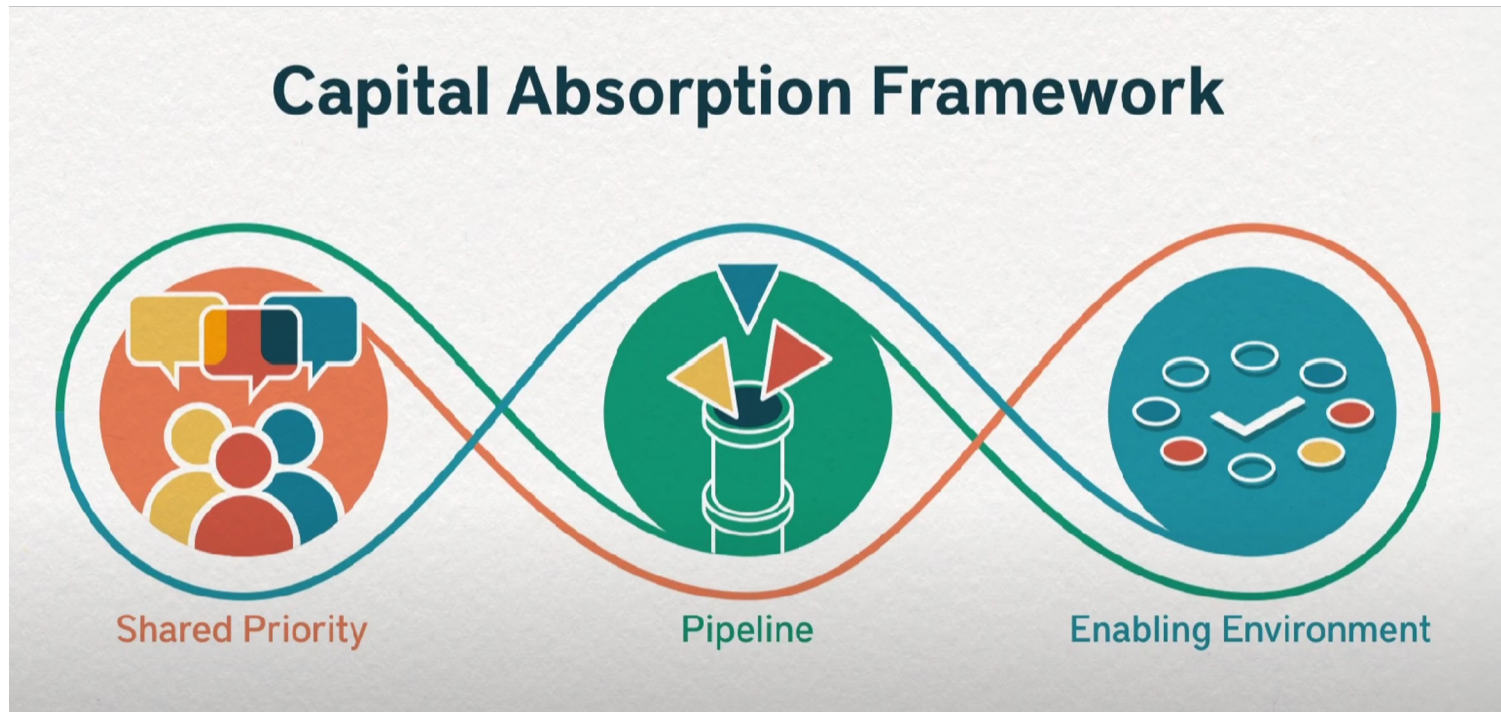 Capital Absorption Framework
Shared Priority
Pipeline
Enabling Environment